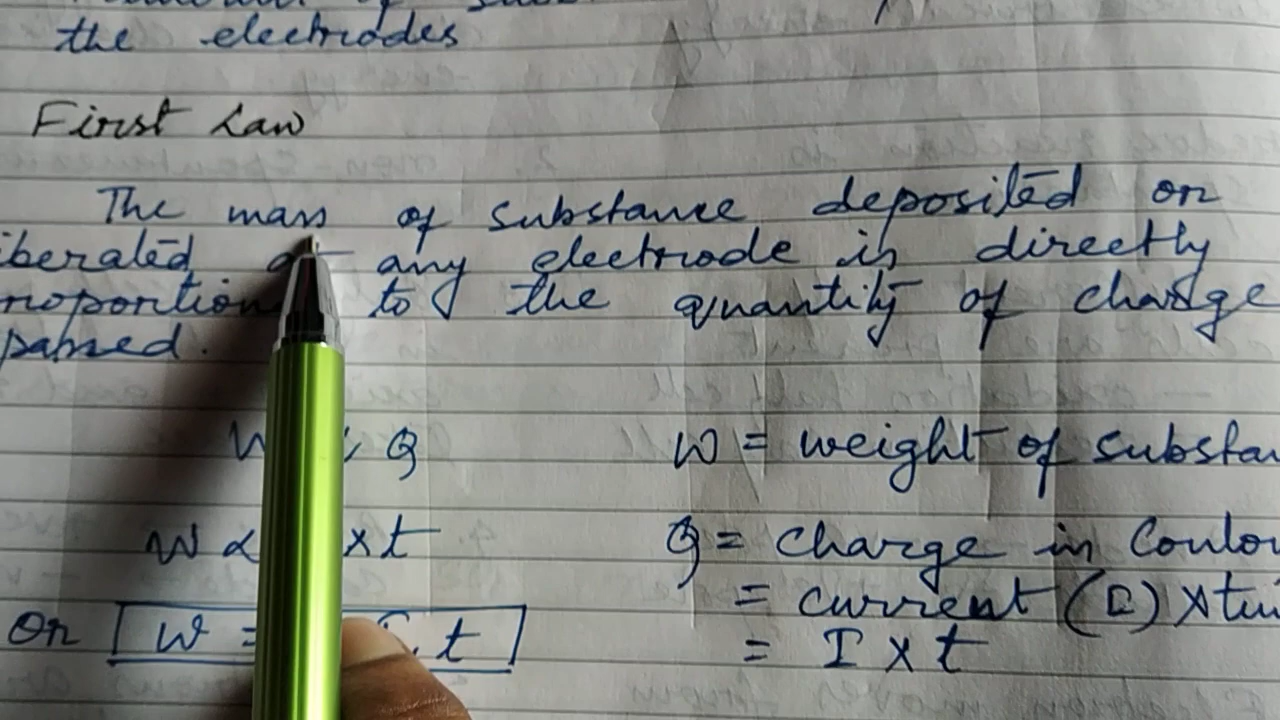 the electrodes
First Law
The mass of substance deposited or
iberated any electrode is directly
roportion to the quantity of charge
passed.
W Q
W = weight of substa
W ∝ x t
Q = charge in Coulo
= current (C) x tim
or W = t
= I x t